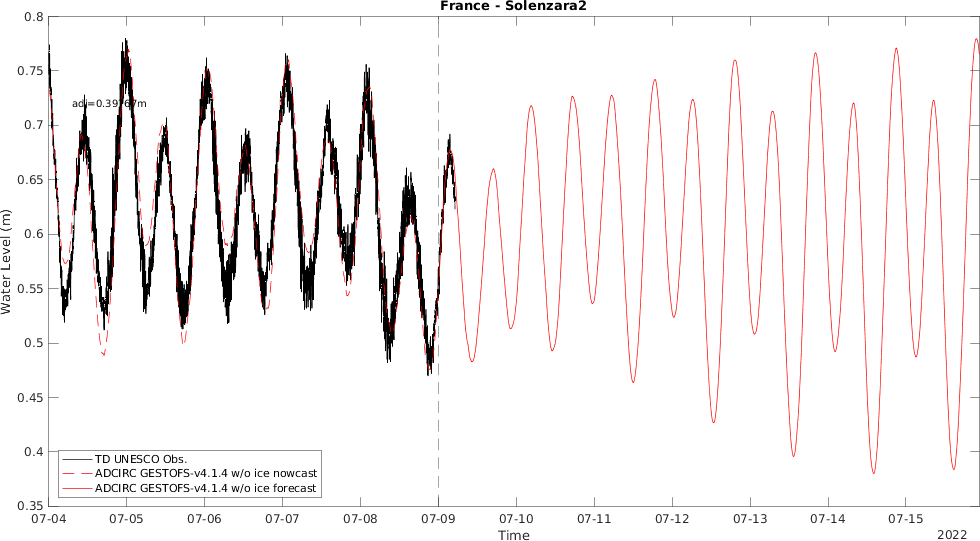 France - Solenzara2
0.8
0.75
0.7
0.65
0.6
0.55
0.5
0.45
0.4
0.35
Water Level (m)
TD UNESCO Obs.
ADCIRC GESTOFS-v4.1.4 w/o ice nowcast
ADCIRC GESTOFS-v4.1.4 w/o ice forecast
07-04 07-05 07-06 07-07 07-08 07-09 07-10 07-11 07-12 07-13 07-14 07-15
Time
2022